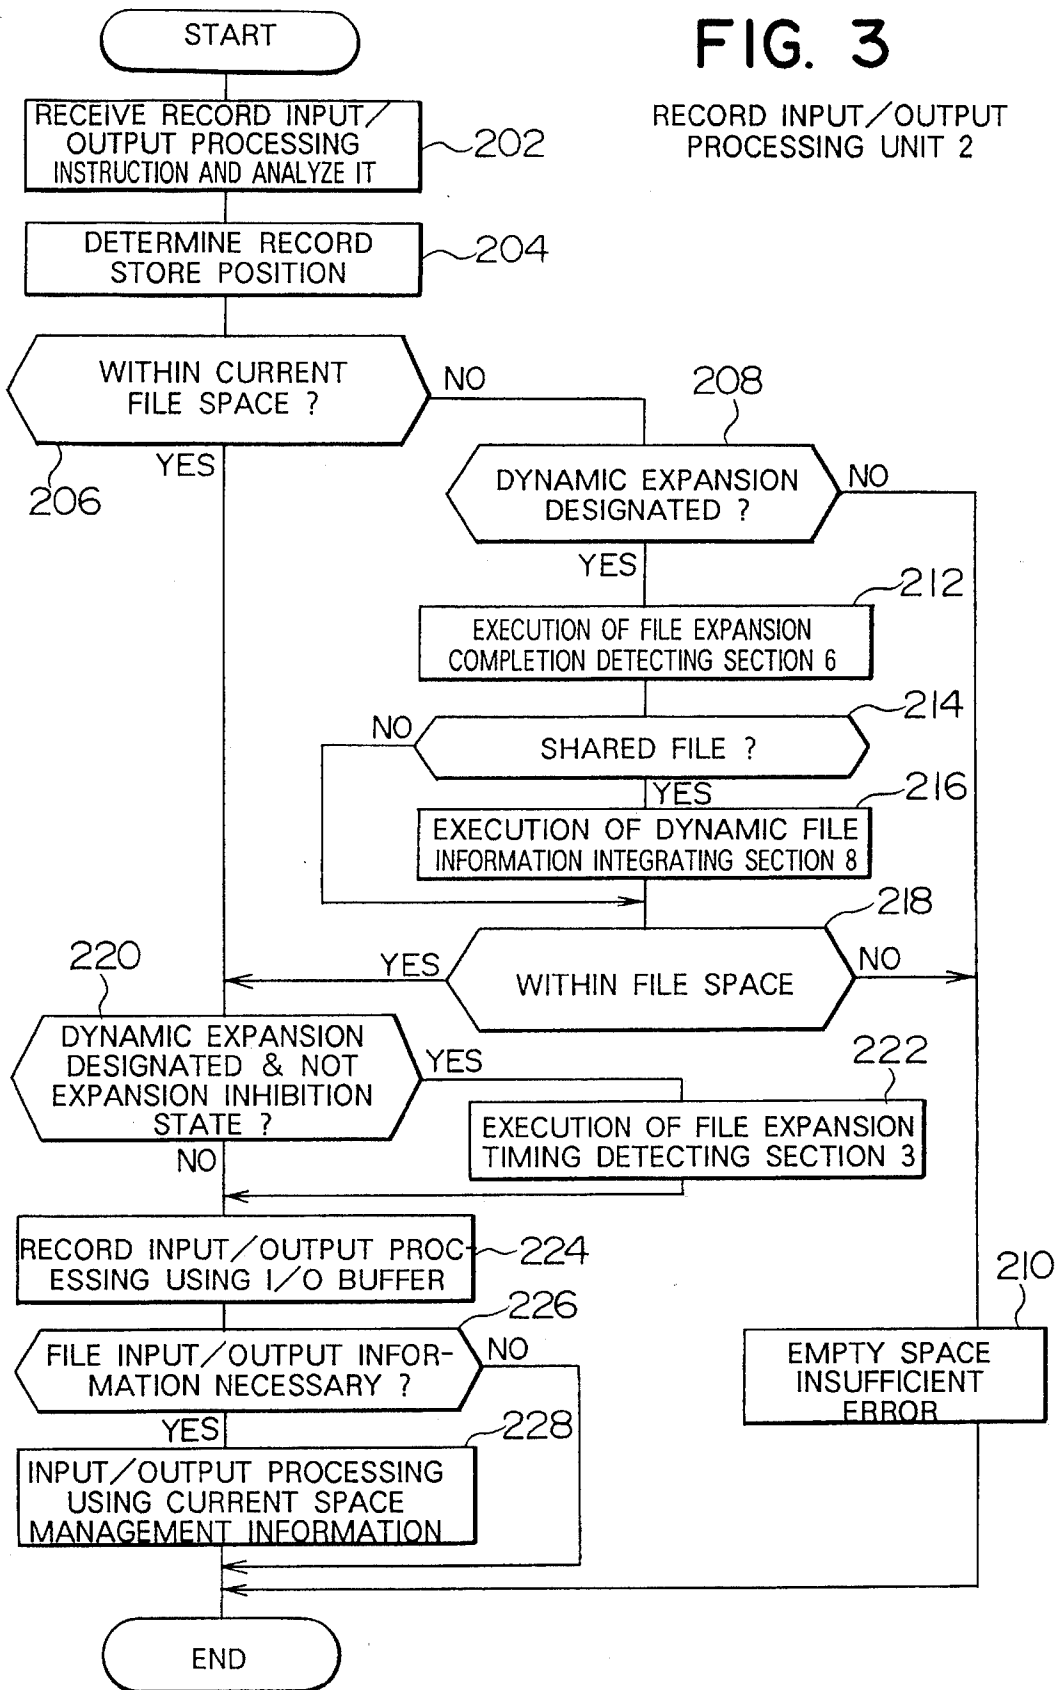 START
FIG. 3
RECORD INPUT/OUTPUT
PROCESSING UNIT 2
RECEIVE RECORD INPUT/
OUTPUT PROCESSING
INSTRUCTION AND ANALYZE IT
202
DETERMINE RECORD
STORE POSITION
204
WITHIN CURRENT
FILE SPACE ?
NO
YES
206
208
DYNAMIC EXPANSION
DESIGNATED ?
NO
YES
212
EXECUTION OF FILE EXPANSION
COMPLETION DETECTING SECTION 6
214
NO
SHARED FILE ?
YES
216
EXECUTION OF DYNAMIC FILE
INFORMATION INTEGRATING SECTION 8
218
YES
WITHIN FILE SPACE
NO
220
DYNAMIC EXPANSION
DESIGNATED & NOT
EXPANSION INHIBITION
STATE ?
YES
NO
222
EXECUTION OF FILE EXPANSION
TIMING DETECTING SECTION 3
RECORD INPUT/OUTPUT PROC-
ESSING USING I/O BUFFER
224
226
FILE INPUT/OUTPUT INFOR-
MATION NECESSARY ?
NO
YES
210
EMPTY SPACE
INSUFFICIENT
ERROR
228
INPUT/OUTPUT PROCESSING
USING CURRENT SPACE
MANAGEMENT INFORMATION
END